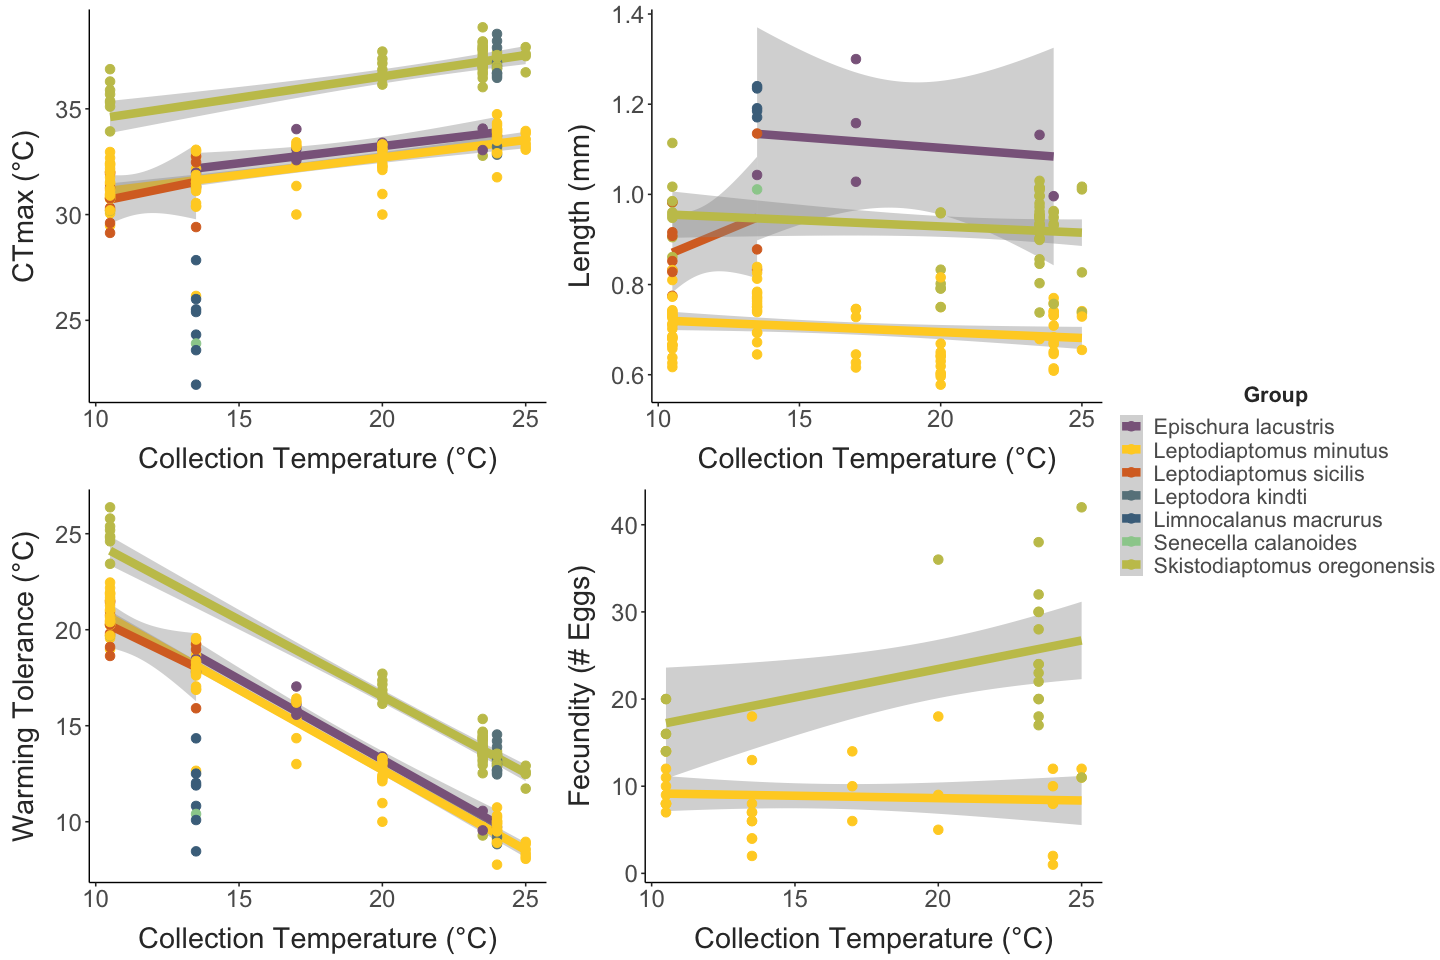 CTmax (°C)
35
30
25
10 15 20 25
Collection Temperature (°C)
Length (mm)
1.4
1.2
1.0
0.8
0.6
10 15 20 25
Collection Temperature (°C)
Warming Tolerance (°C)
25
20
15
10
10 15 20 25
Collection Temperature (°C)
Fecundity (# Eggs)
40
30
20
10
0
10 15 20 25
Collection Temperature (°C)
Group
Epischura lacustris
Leptodiaptomus minutus
Leptodiaptomus sicilis
Leptodora kindti
Limnocalanus macrurus
Senecella calanoides
Skistodiaptomus oregonensis